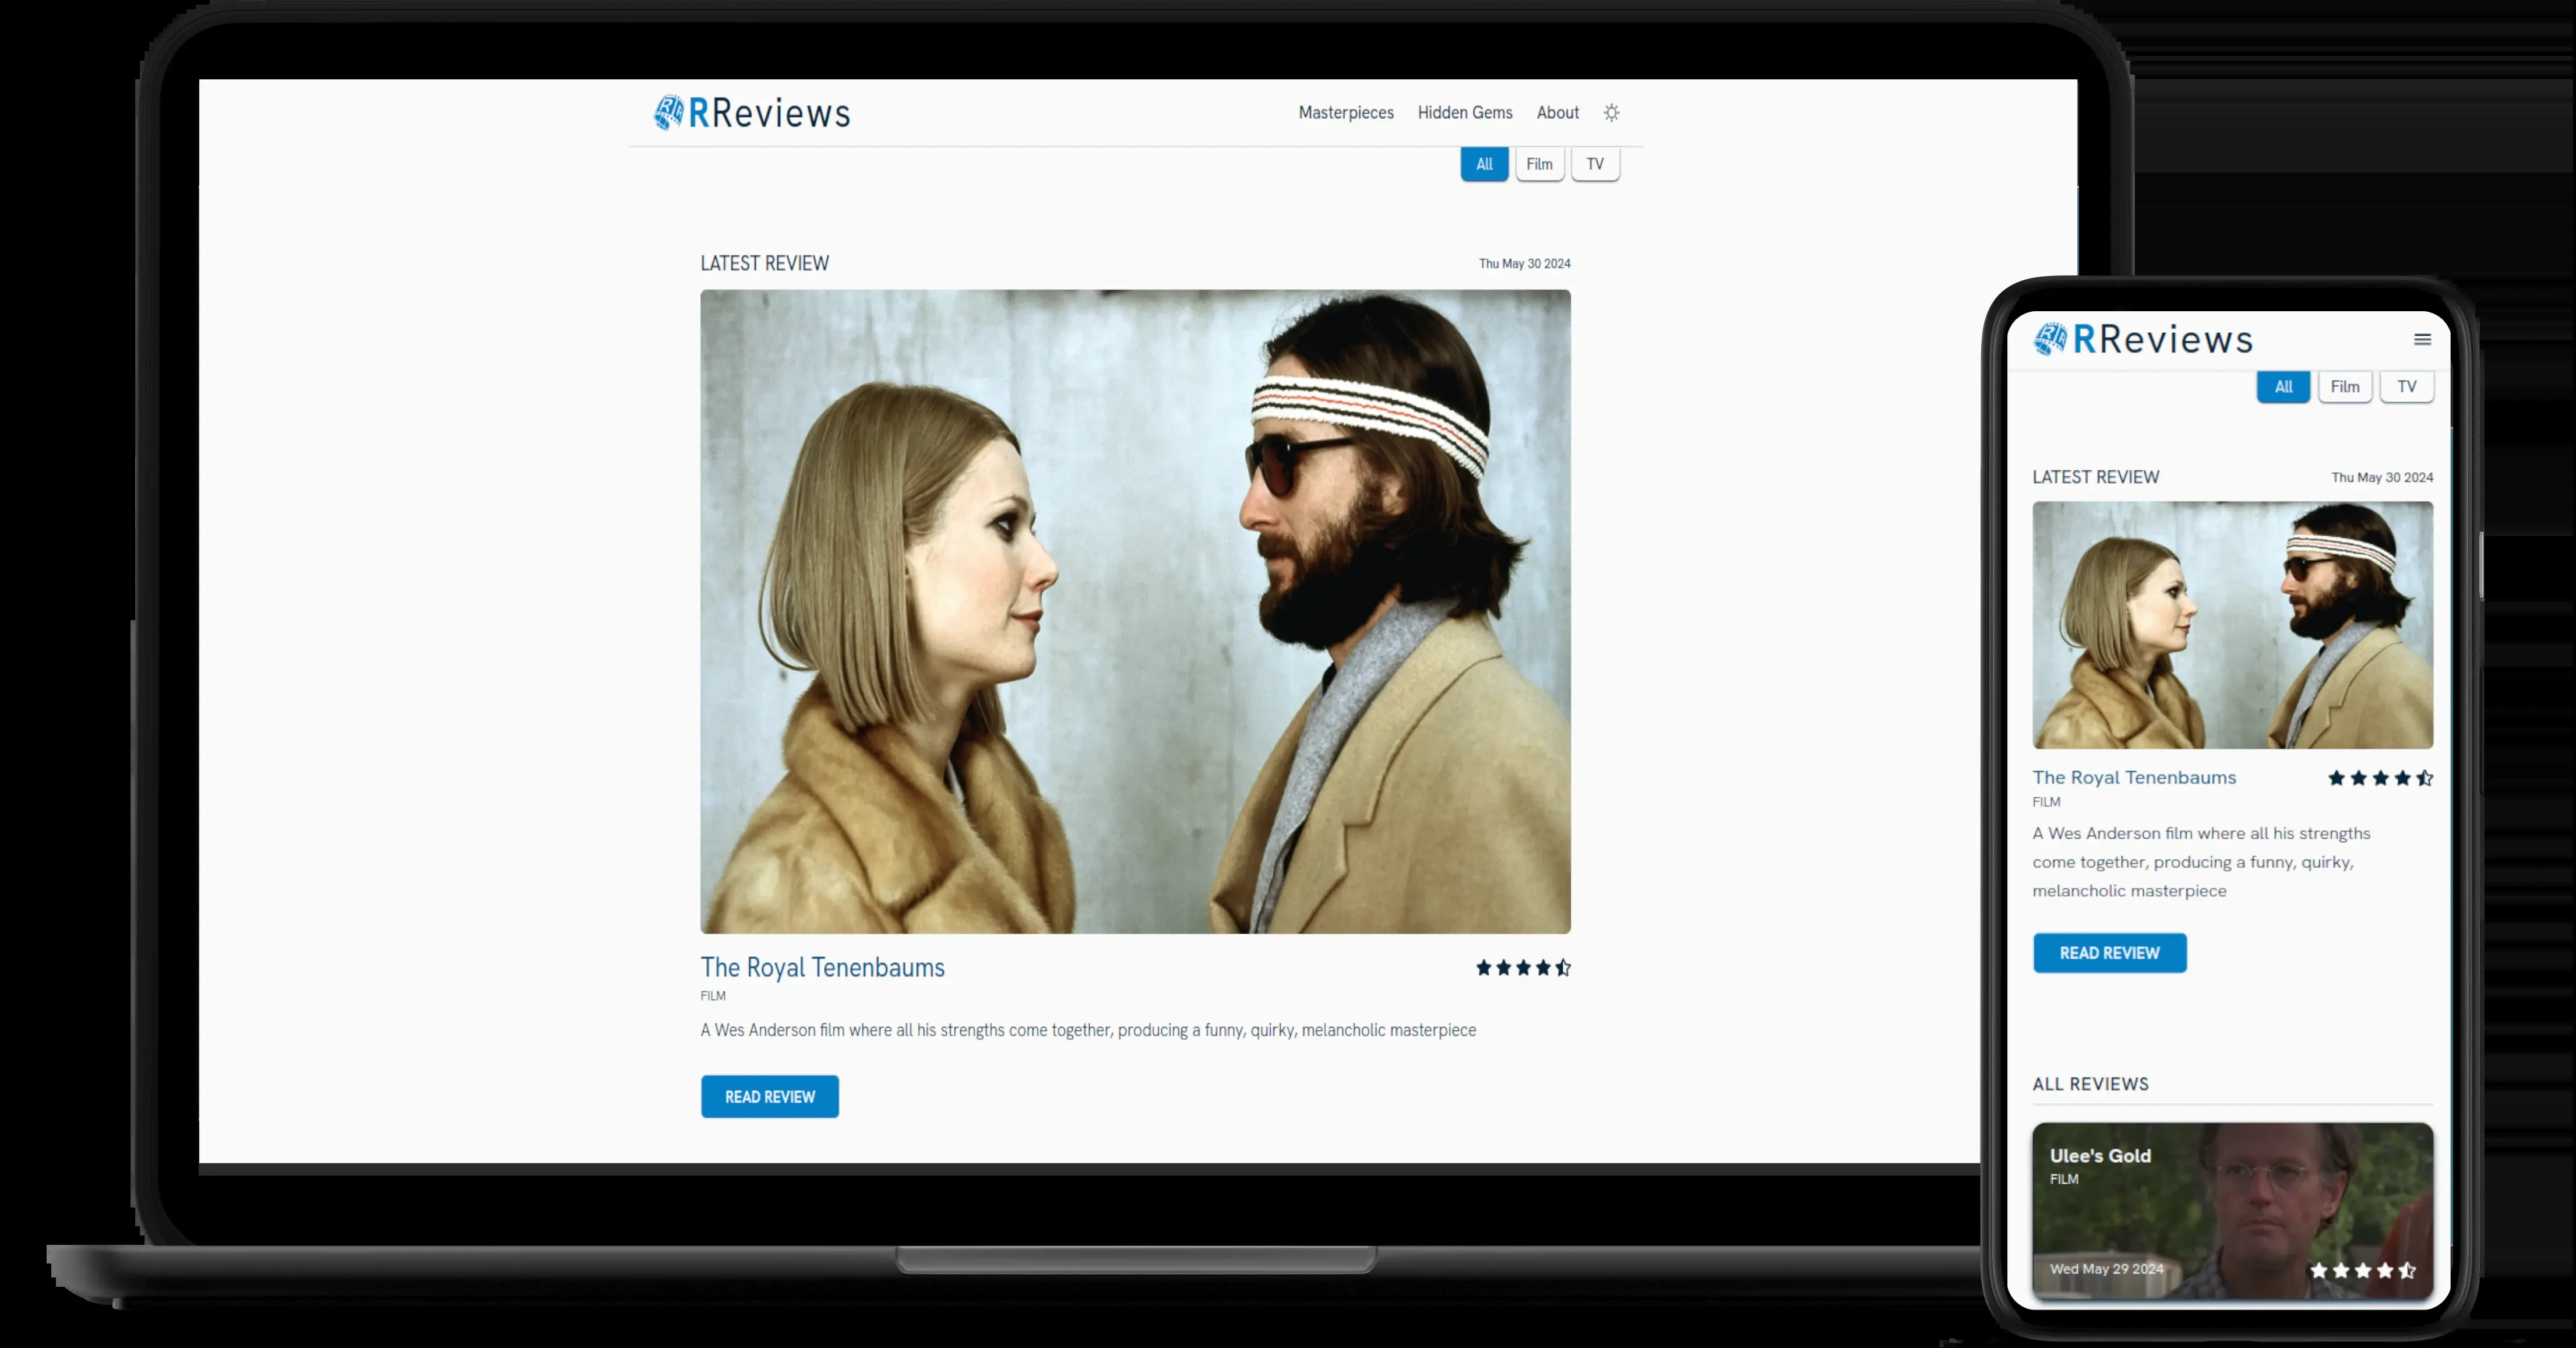 RReviews
Masterpieces Hidden Gems About
All Film TV
LATEST REVIEW Thu May 30 2024
The Royal Tenenbaums
FILM
A Wes Anderson film where all his strengths come together, producing a funny, quirky, melancholic masterpiece
READ REVIEW
RReviews
All Film TV
LATEST REVIEW Thu May 30 2024
The Royal Tenenbaums
FILM
A Wes Anderson film where all his strengths
come together, producing a funny, quirky,
melancholic masterpiece
READ REVIEW
ALL REVIEWS
Ulee's Gold
FILM
Wed May 29 2024